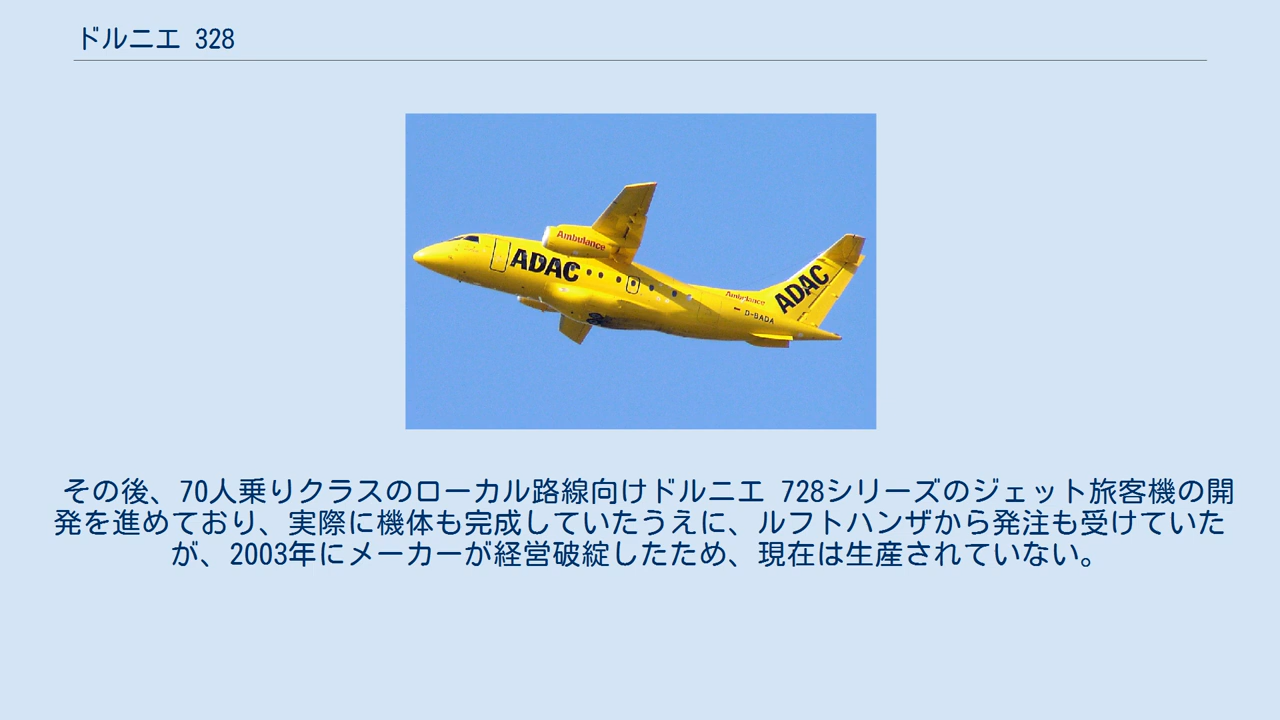 ドルニエ 328
Ambulance
ADAC
Ambulance
ADAC
D-BADA
その後、70人乗りクラスのローカル路線向けドルニエ 728シリーズのジェット旅客機の開
発を進めており、実際に機体も完成していたうえに、ルフトハンザから発注も受けていた
が、2003年にメーカーが経営破綻したため、現在は生産されていない。